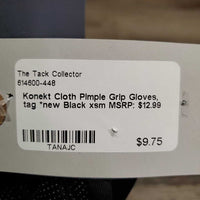 The Tack Collector
614600-448
Konekt Cloth Pimple Grip Gloves,
tag *new Black xsm MSRP: $12.99
$9.75
TANAJC